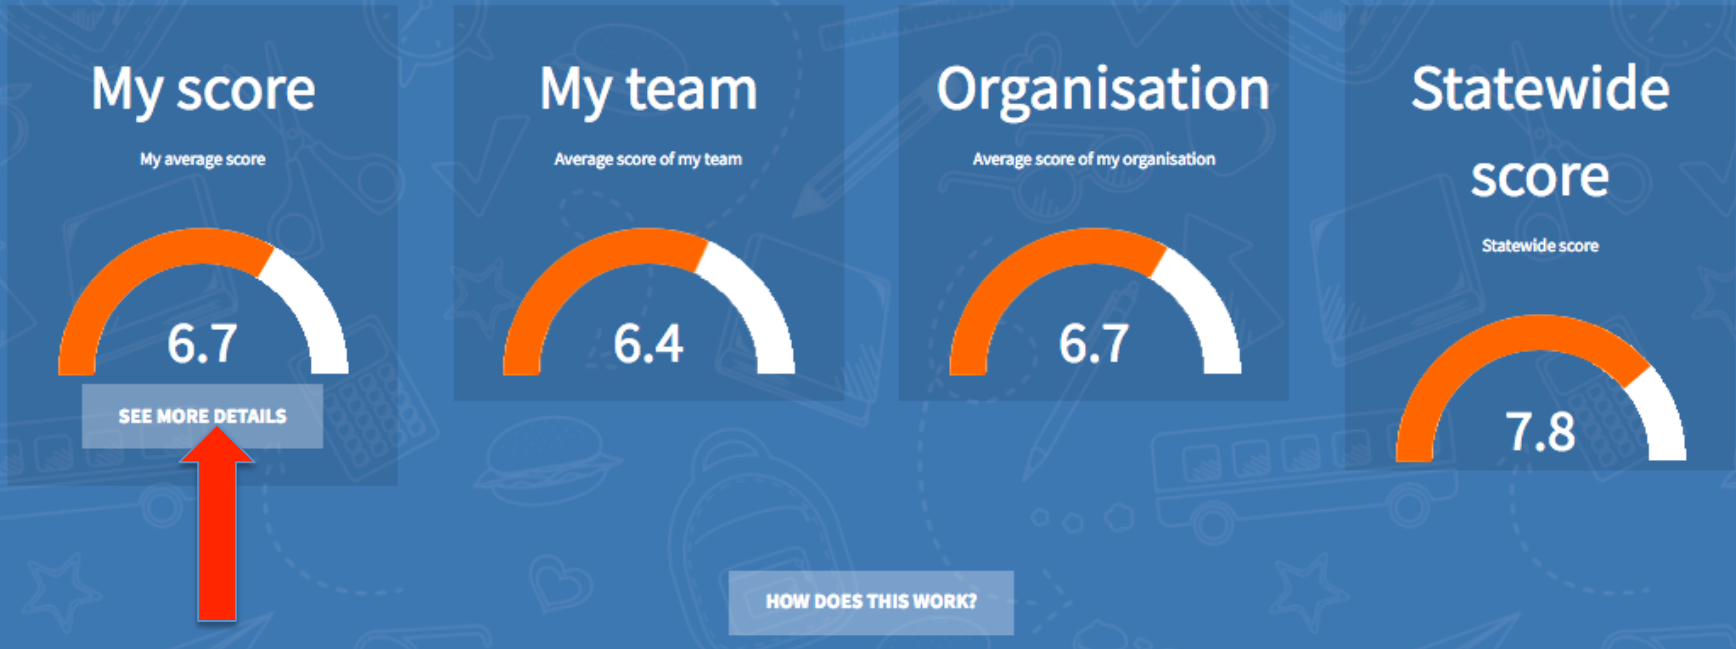 My score
My average score
6.7
SEE MORE DETAILS
My team
Average score of my team
6.4
Organisation
Average score of my organisation
6.7
Statewide
score
Statewide score
7.8
HOW DOES THIS WORK?